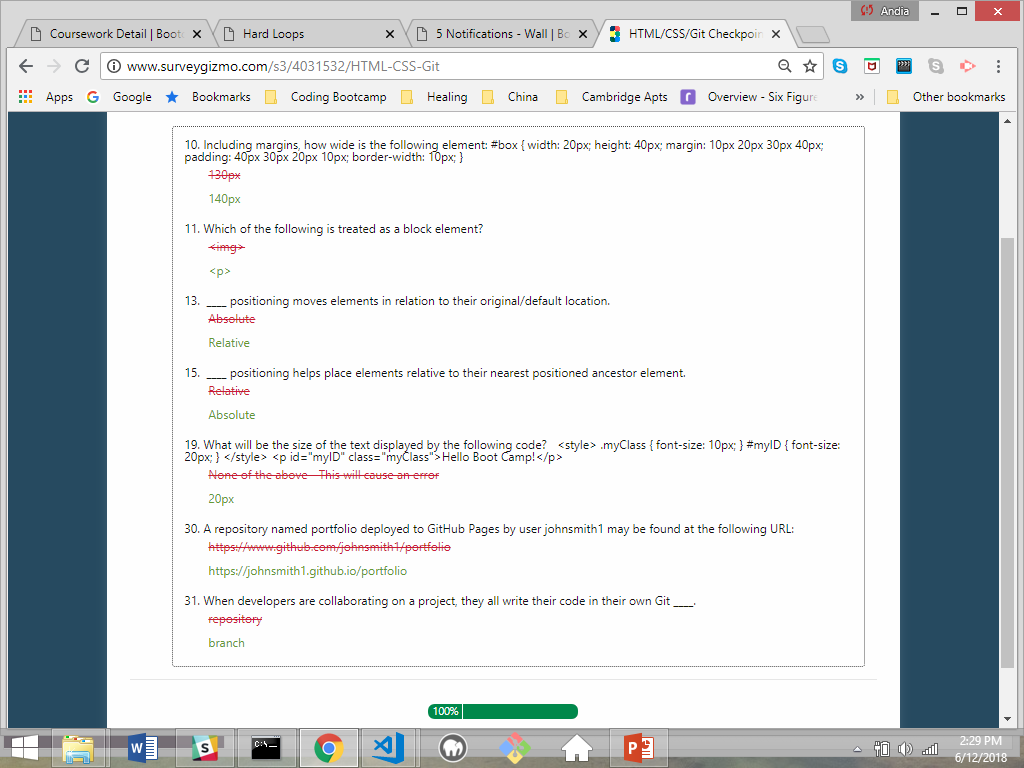 Andia
Coursework Detail | Boot
Hard Loops
5 Notifications - Wall | Bo
HTML/CSS/Git Checkpoin
www.surveygizmo.com/s3/4031532/HTML-CSS-Git
Apps
Google
Bookmarks
Coding Bootcamp
Healing
China
Cambridge Apts
Overview - Six Figure
Other bookmarks
10. Including margins, how wide is the following element: #box { width: 20px; height: 40px; margin: 10px 20px 30px 40px;
padding: 40px 30px 20px 10px; border-width: 10px; }
130px
140px
11. Which of the following is treated as a block element?
<img>
<p>
13. ____ positioning moves elements in relation to their original/default location.
Absolute
Relative
15. ____ positioning helps place elements relative to their nearest positioned ancestor element.
Relative
Absolute
19. What will be the size of the text displayed by the following code? <style> .myClass { font-size: 10px; } #myID { font-size:
20px; } </style> <p id="myID" class="myClass">Hello Boot Camp!</p>
None of the above - This will cause an error
20px
30. A repository named portfolio deployed to GitHub Pages by user johnsmith1 may be found at the following URL:
https://www.github.com/johnsmith1/portfolio
https://johnsmith1.github.io/portfolio
31. When developers are collaborating on a project, they all write their code in their own Git ____.
repository
branch
100%
2:29 PM
6/12/2018